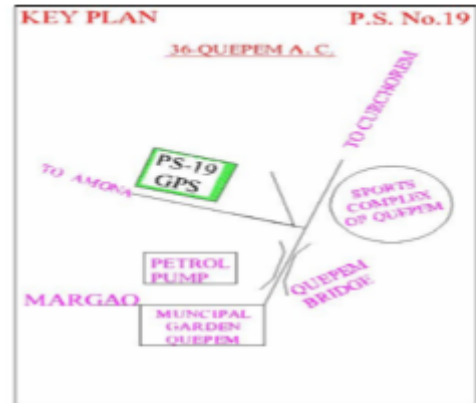 KEY PLAN
P.S. No.19
36-QUEPEM A. C.
TO CURCHOREM
PS-19
GPS
TO AMONA
SPORTS
COMPLEX
OF QUEPEM
PETROL
PUMP
QUEPEM
BRIDGE
MARGAO
MUNCIPAL
GARDEN
QUEPEM